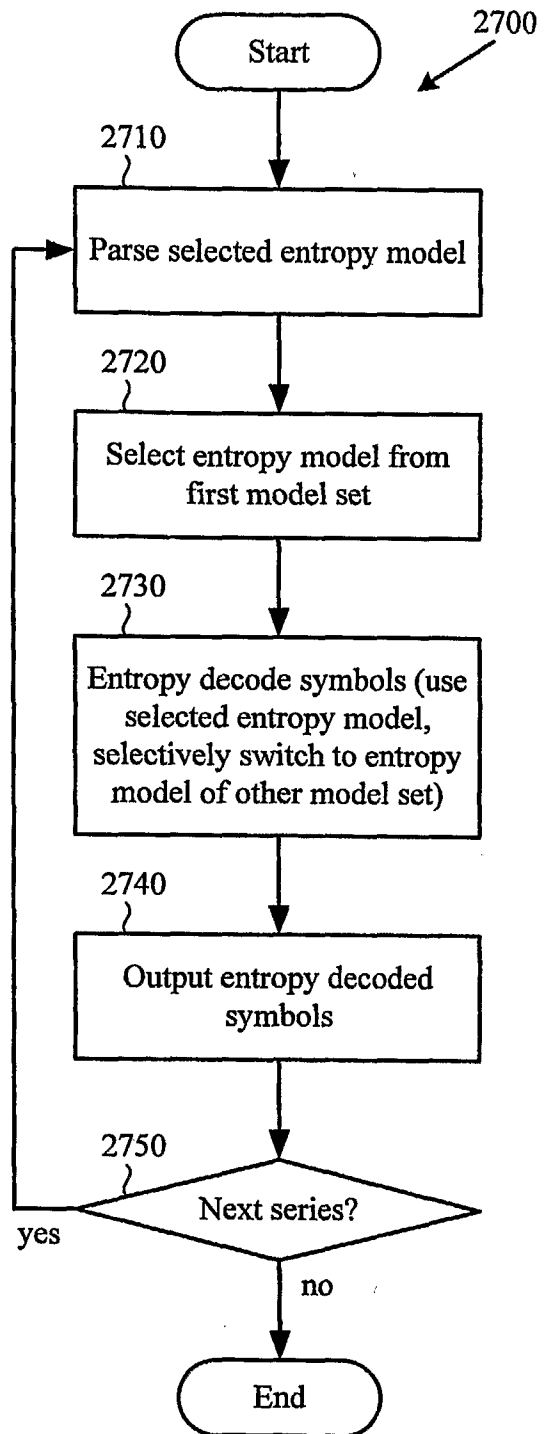 Start
2700
2710
Parse selected entropy model
2720
Select entropy model from
first model set
2730
Entropy decode symbols (use
selected entropy model,
selectively switch to entropy
model of other model set)
2740
Output entropy decoded
symbols
2750
Next series?
yes
no
End